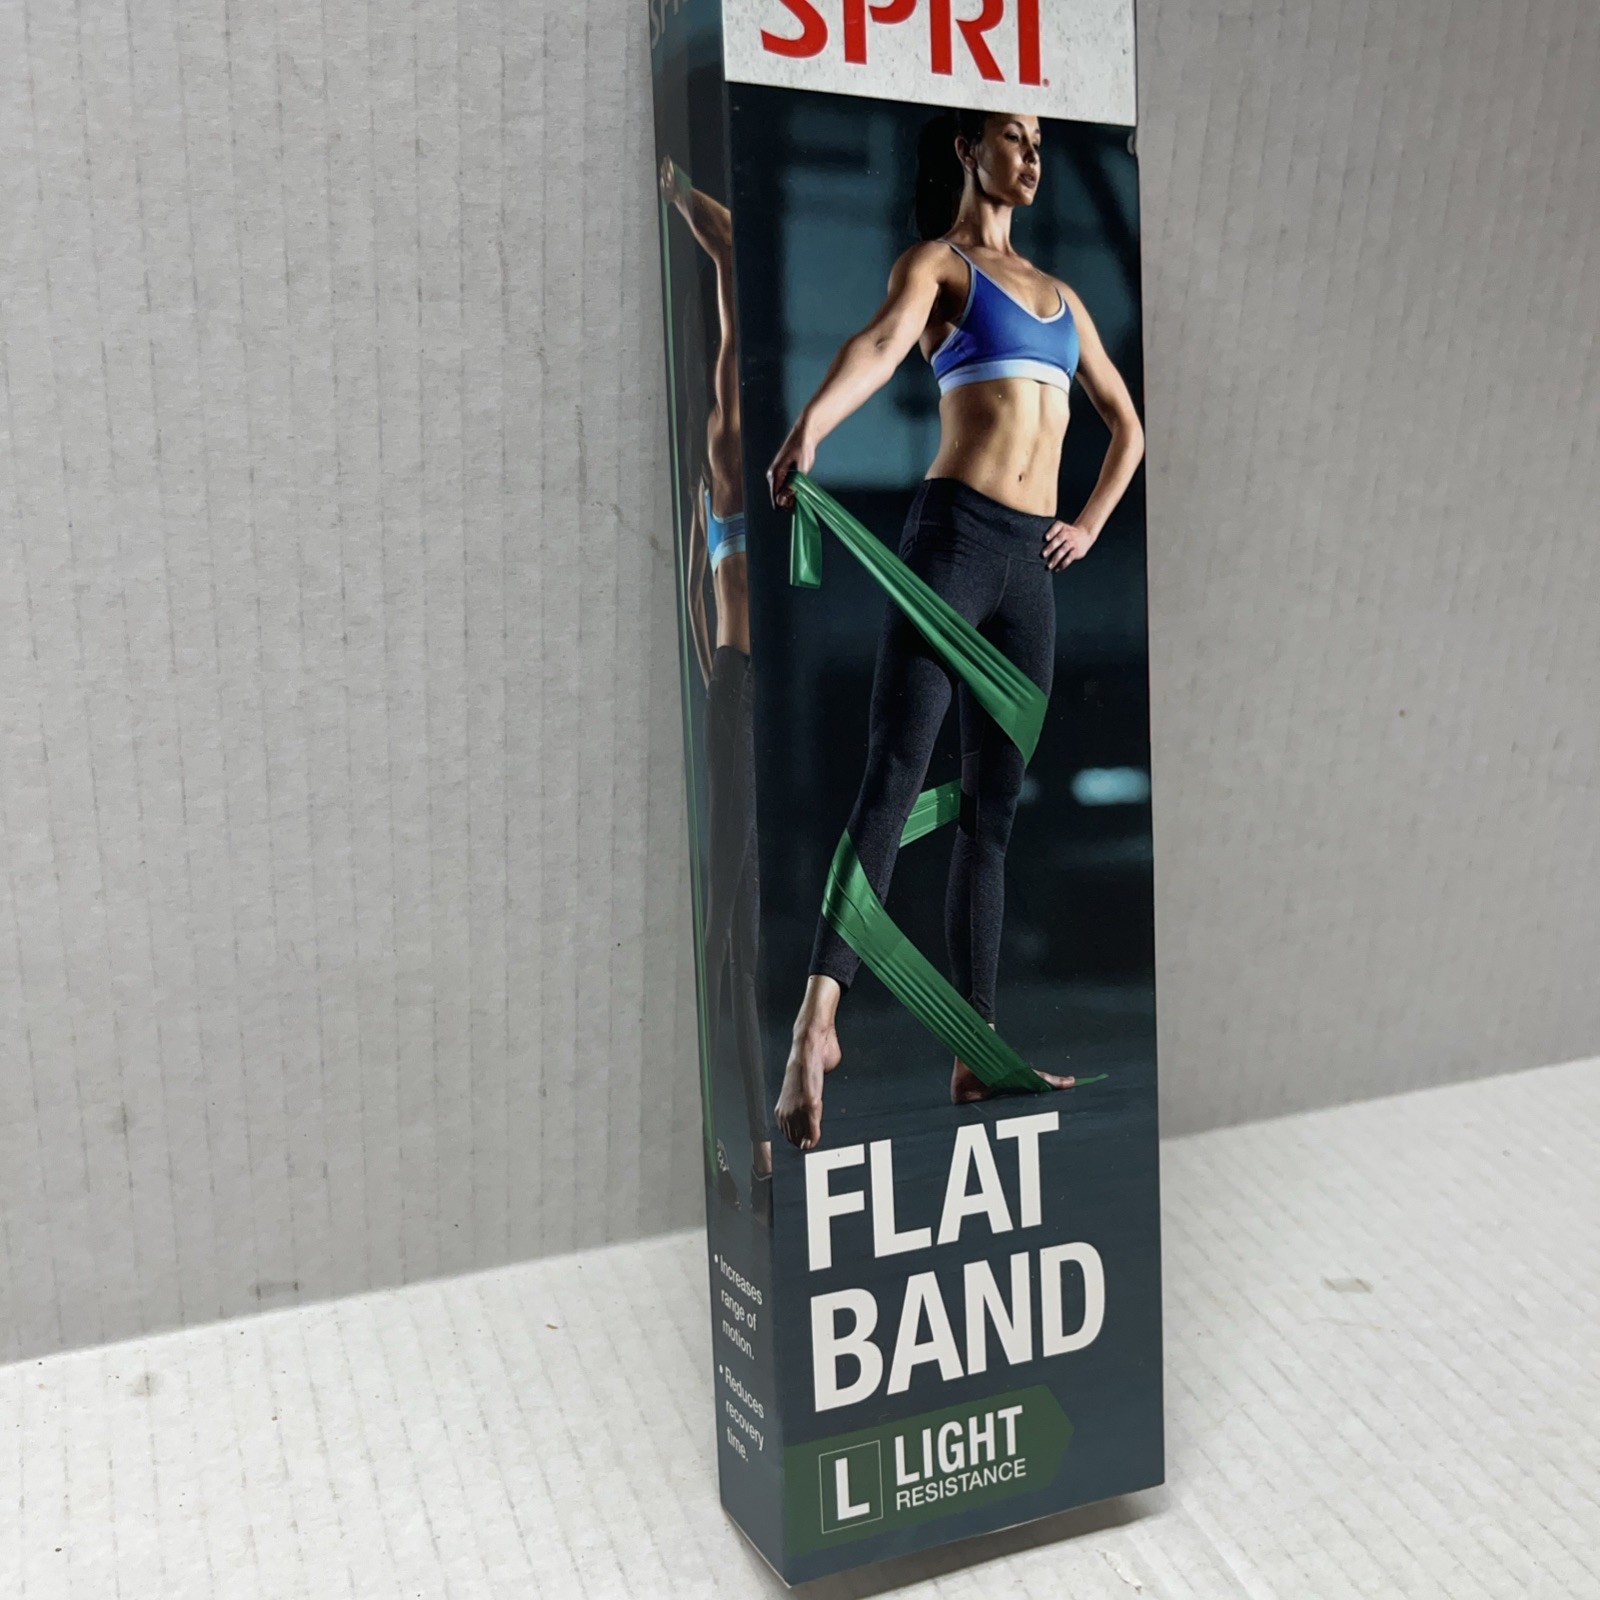 SPRI
FLAT
BAND
L LIGHT
RESISTANCE
• Increases
range of
motion.
• Reduces
recovery
time.